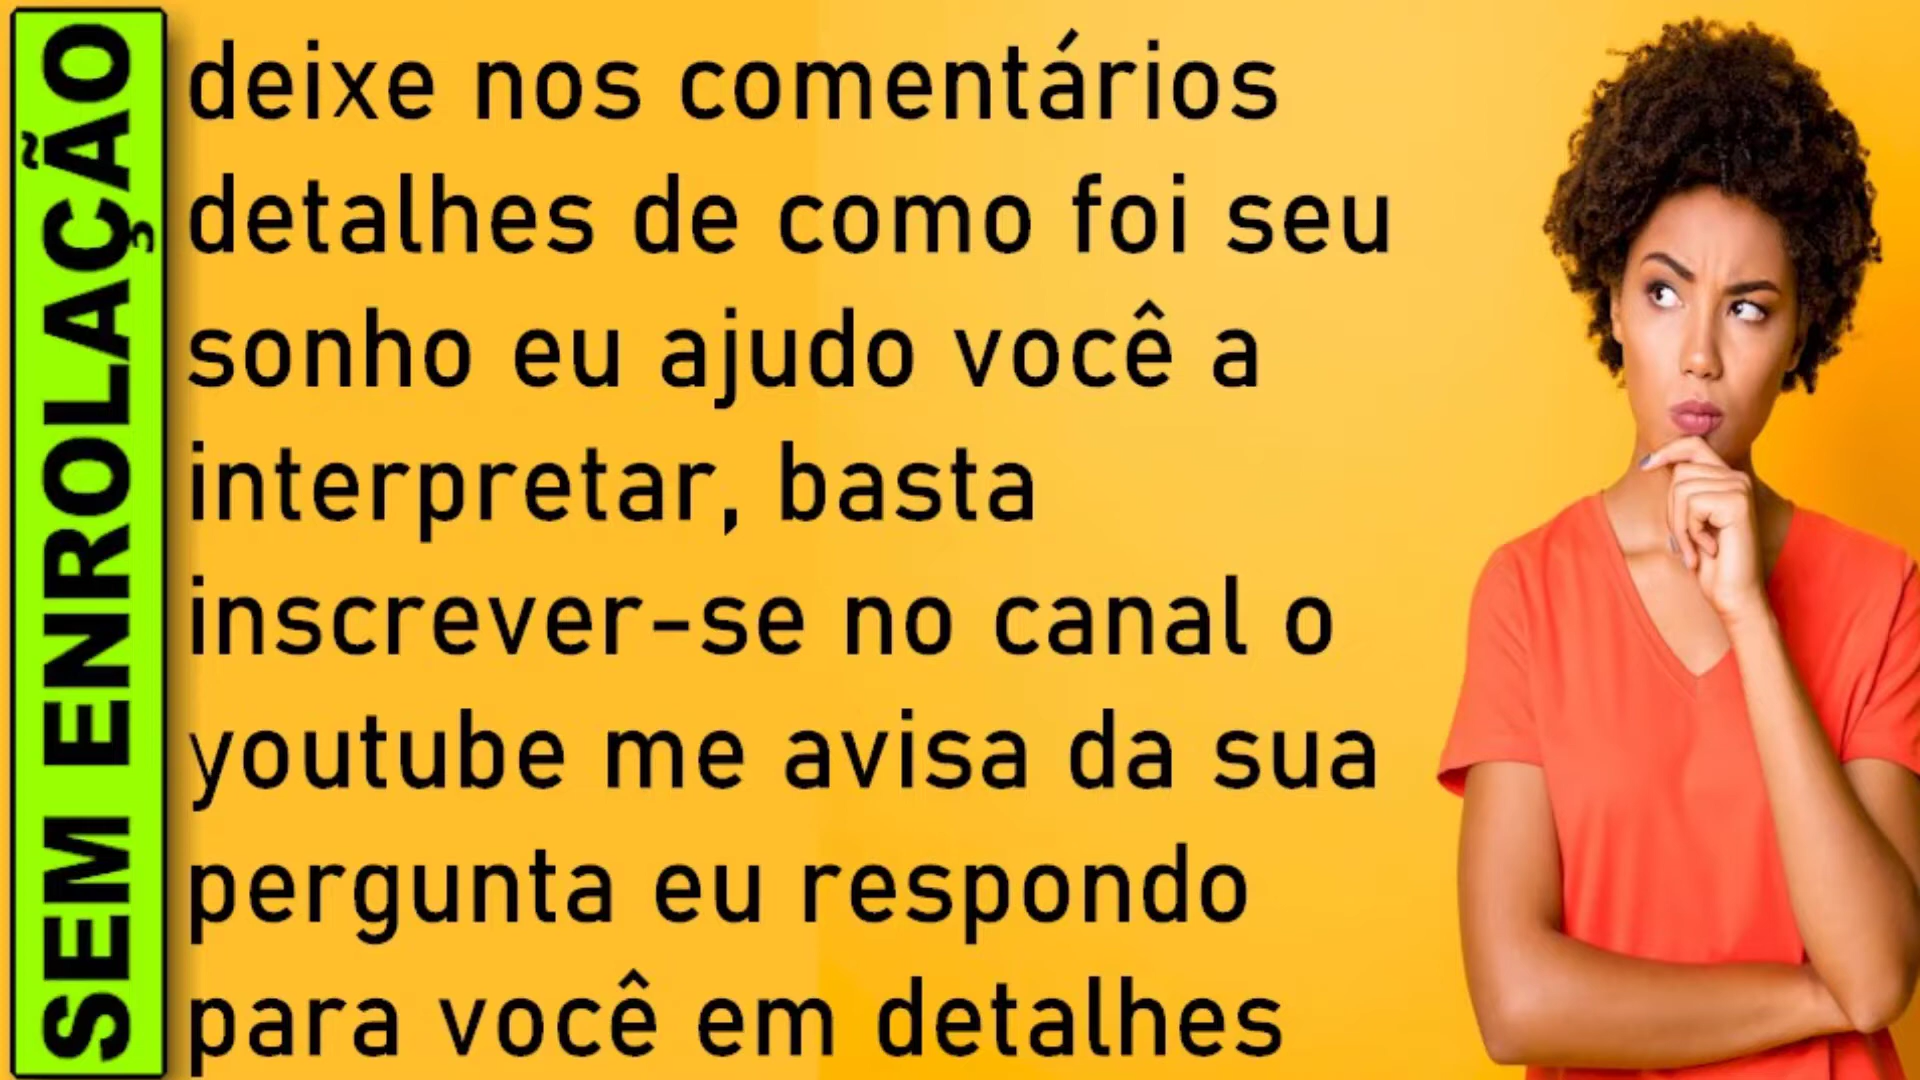 SEM ENROLAÇÃO
deixe nos comentários
detalhes de como foi seu
sonho eu ajudo você a
interpretar, basta
inscrever-se no canal o
youtube me avisa da sua
pergunta eu respondo
para você em detalhes